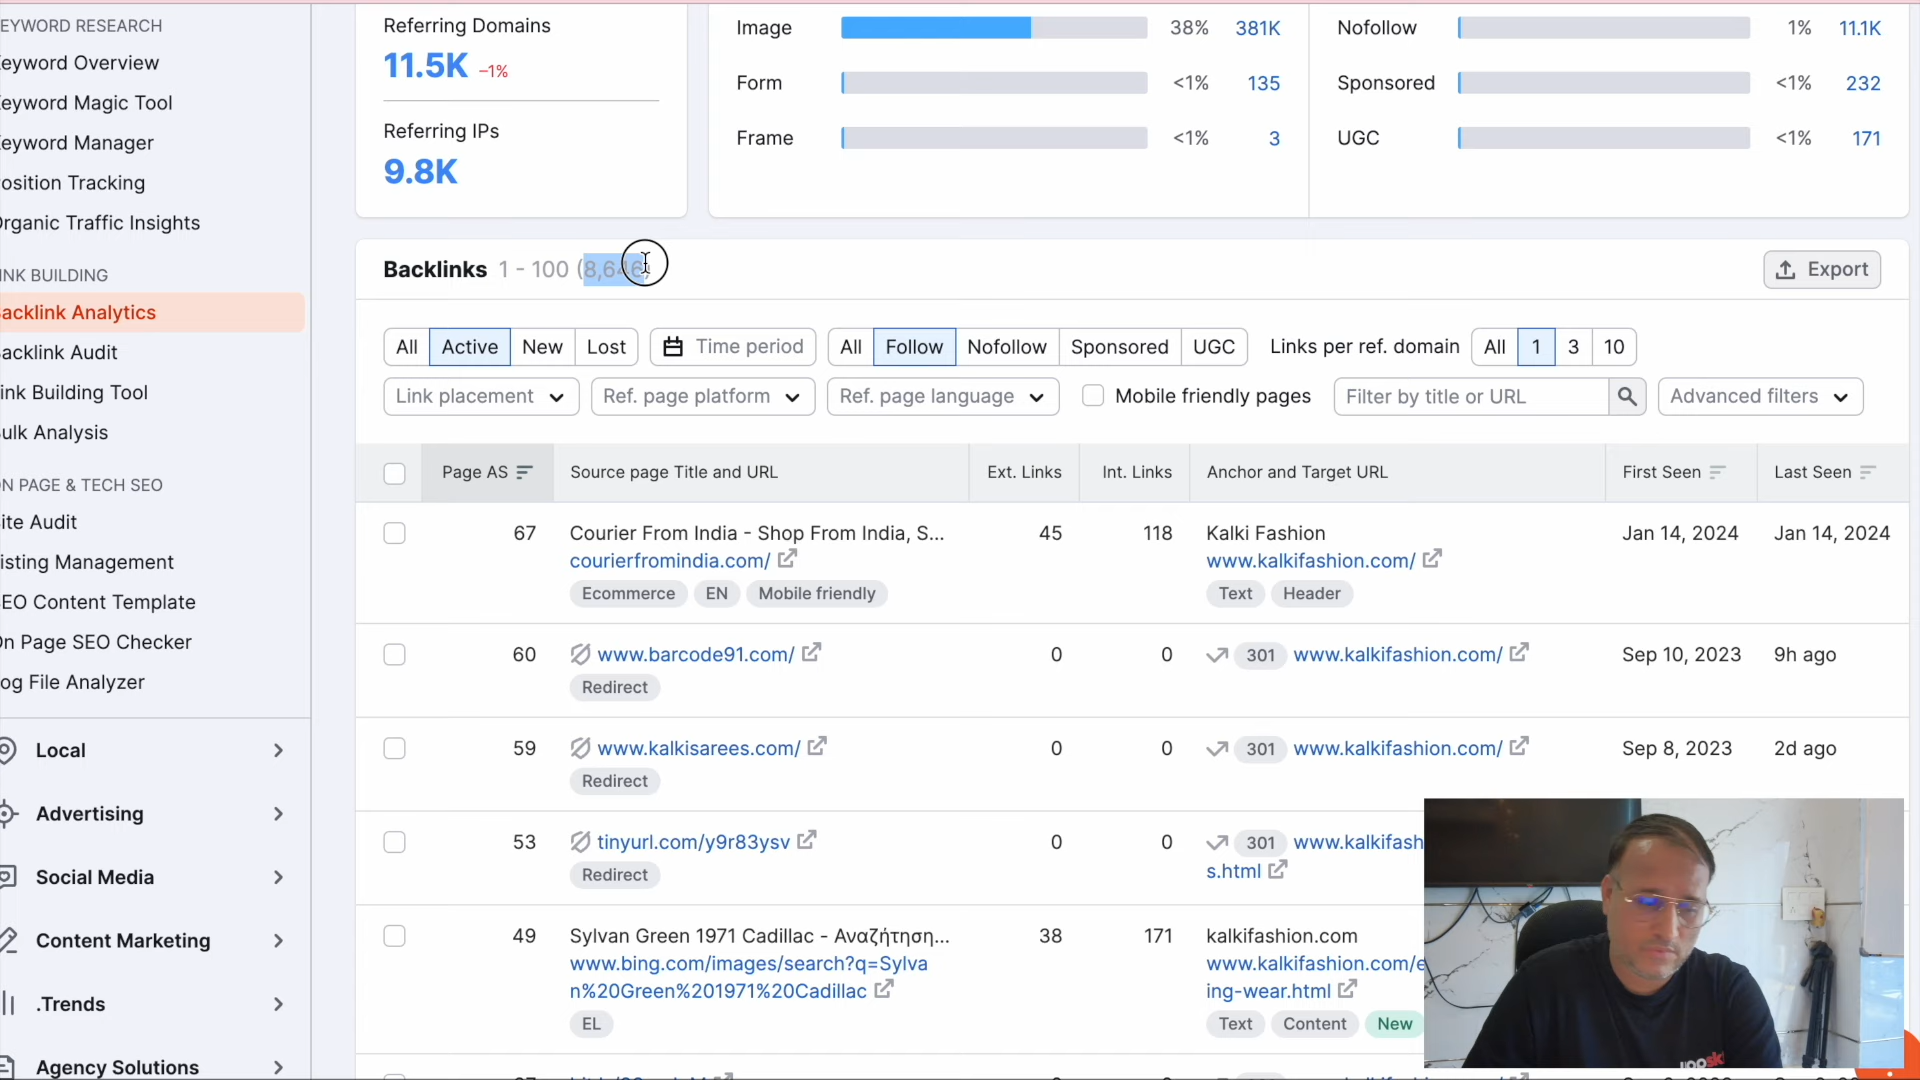 EYWORD RESEARCH
eyword Overview
eyword Magic Tool
eyword Manager
osition Tracking
rganic Traffic Insights
INK BUILDING
acklink Analytics
acklink Audit
ink Building Tool
ulk Analysis
N PAGE & TECH SEO
ite Audit
isting Management
EO Content Template
n Page SEO Checker
og File Analyzer
Local
Advertising
Social Media
Content Marketing
.Trends
Agency Solutions
Referring Domains
11.5K -1%
Referring IPs
9.8K
Image 38% 381K
Form <1% 135
Frame <1% 3
Nofollow 1% 11.1K
Sponsored <1% 232
UGC <1% 171
Backlinks 1 - 100 (8,646)
Export
All Active New Lost Time period All Follow Nofollow Sponsored UGC Links per ref. domain All 1 3 10
Link placement Ref. page platform Ref. page language Mobile friendly pages Filter by title or URL Advanced filters
Page AS Source page Title and URL Ext. Links Int. Links Anchor and Target URL First Seen Last Seen
67 Courier From India - Shop From India, S... 45 118 Kalki Fashion Jan 14, 2024 Jan 14, 2024
courierfromindia.com/ www.kalkifashion.com/
Ecommerce EN Mobile friendly Text Header
60 www.barcode91.com/ 0 0 301 www.kalkifashion.com/ Sep 10, 2023 9h ago
Redirect
59 www.kalkisarees.com/ 0 0 301 www.kalkifashion.com/ Sep 8, 2023 2d ago
Redirect
53 tinyurl.com/y9r83ysv 0 0 301 www.kalkifash
s.html
Redirect
49 Sylvan Green 1971 Cadillac - Αναζήτηση... 38 171 kalkifashion.com
www.bing.com/images/search?q=Sylva www.kalkifashion.com/e
n%20Green%201971%20Cadillac ing-wear.html
EL Text Content New